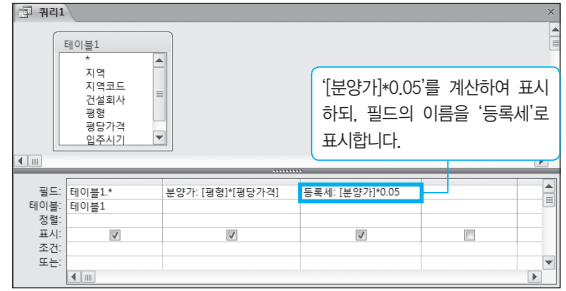 쿼리1
테이블1
*
지역
지역코드
건설회사
평형
평당가격
입주시기
'[분양가]*0.05'를 계산하여 표시
하되, 필드의 이름을 '등록세'로
표시합니다.
필드: 테이블1.* 분양가: [평형]*[평당가격] 등록세: [분양가]*0.05
테이블: 테이블1
정렬:
표시:
조건:
또는: